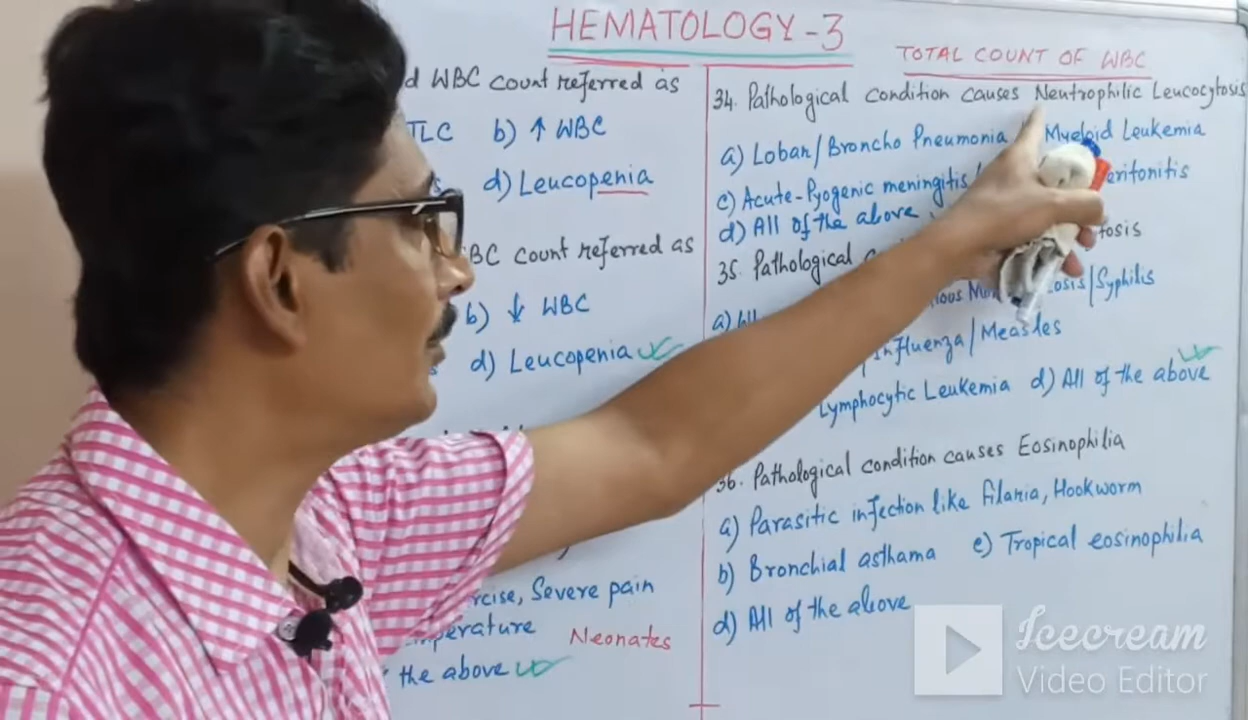 HEMATOLOGY-3
TOTAL COUNT OF WBC
d WBC count referred as
TLC b) ↑ WBC
d) Leucopenia
BC count referred as
b) ↓ WBC
d) Leucopenia
rcise, Severe pain
perature Neonates
the above
34. Pathological condition causes Neutrophilic Leucocytosis
a) Lobar/Broncho Pneumonia Myeloid Leukemia
c) Acute-Pyogenic meningitis/ eritonitis
d) All of the above
35. Pathological tosis
a) Wh ious Mon osis/Syphilis
Influenza/Measles
Lymphocytic Leukemia d) All of the above
36. Pathological condition causes Eosinophilia
a) Parasitic infection like filaria, Hookworm
b) Bronchial asthama c) Tropical eosinophilia
d) All of the above
Icecream
Video Editor